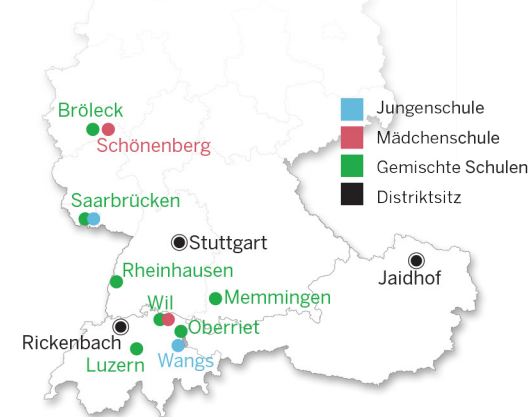 Bröleck
Schönenberg
Saarbrücken
Stuttgart
Rheinhausen
Wil
Memmingen
Oberriet
Rickenbach
Luzern
Wangs
Jaidhof
Jungenschule
Mädchenschule
Gemischte Schulen
Distriktsitz